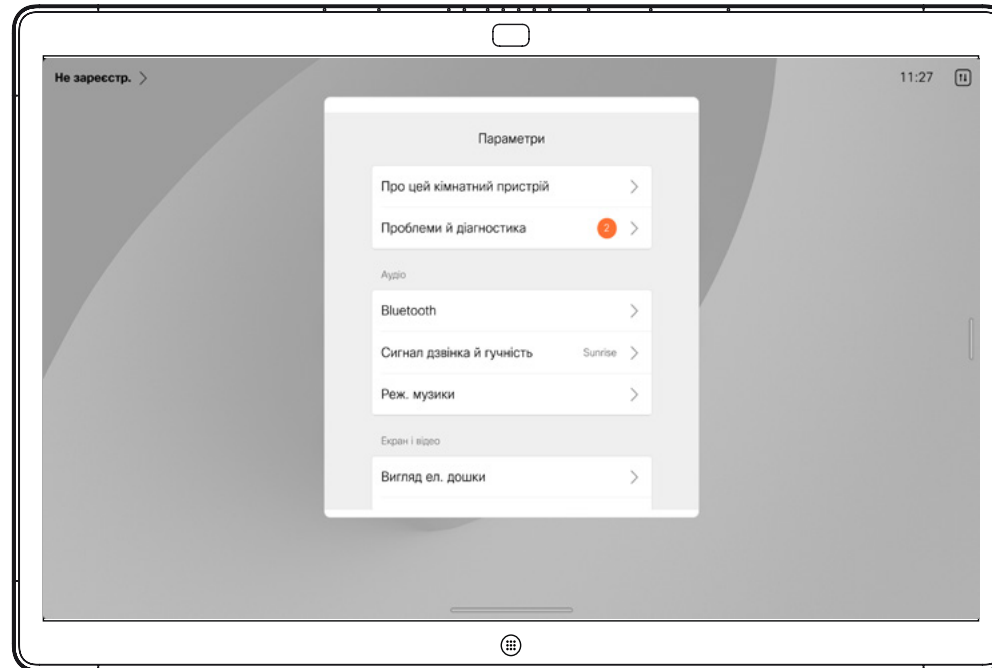 Не зареєстр.
11:27
Параметри
Про цей кімнатний пристрій
Проблеми й діагностика 2
Аудіо
Bluetooth
Сигнал дзвінка й гучність Sunrise
Реж. музики
Екран і відео
Вигляд ел. дошки